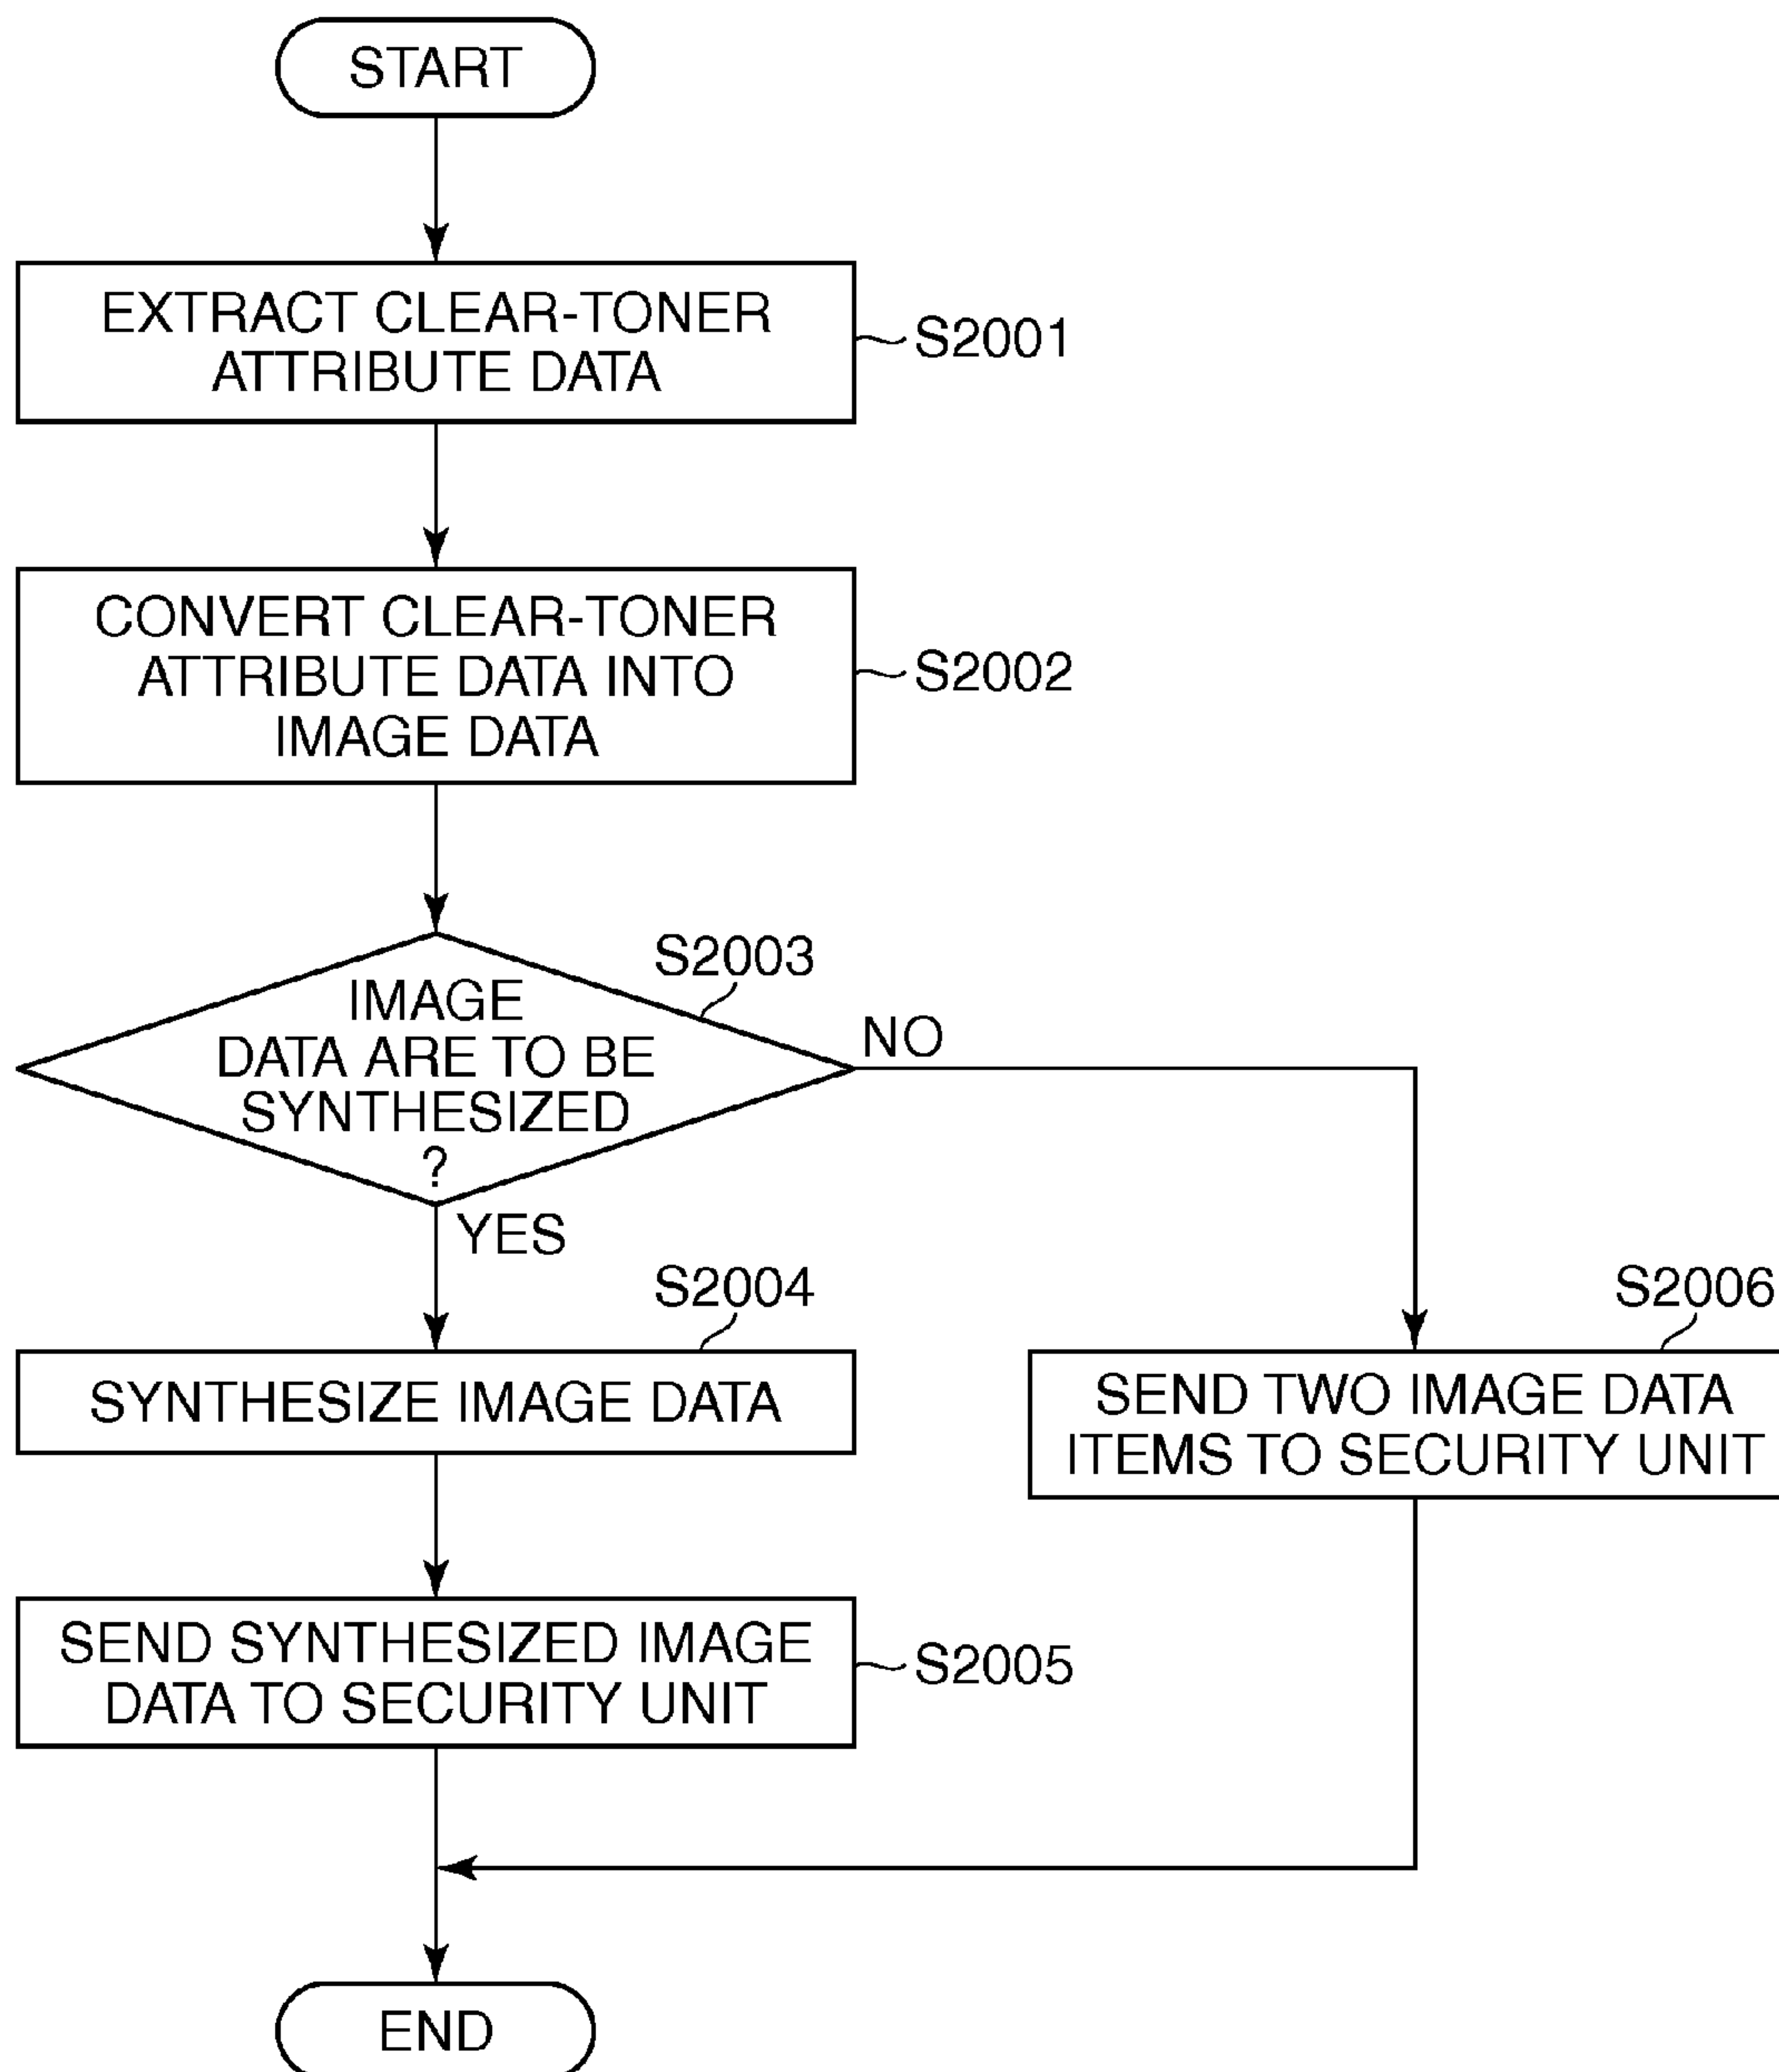 START
EXTRACT CLEAR-TONER
ATTRIBUTE DATA
S2001
CONVERT CLEAR-TONER
ATTRIBUTE DATA INTO
IMAGE DATA
S2002
S2003
IMAGE
DATA ARE TO BE
SYNTHESIZED
?
NO
YES
S2004
SYNTHESIZE IMAGE DATA
S2006
SEND TWO IMAGE DATA
ITEMS TO SECURITY UNIT
SEND SYNTHESIZED IMAGE
DATA TO SECURITY UNIT
S2005
END